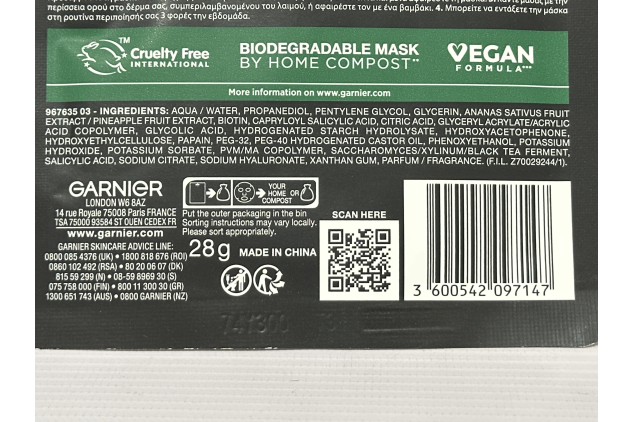 περίσσεια ορού στο δέρμα σας, συμπεριλαμβανομένου του λαιμού, ή αφαιρέστε τον με ένα βαμβάκι. 4. Μπορείτε να εντάξετε την μάσκα
στη ρουτίνα περιποίησής σας 3 φορές την εβδομάδα.
Cruelty Free
INTERNATIONAL
BIODEGRADABLE MASK
BY HOME COMPOST**
VEGAN
FORMULA***
More information on www.garnier.com
967635 03 - INGREDIENTS: AQUA / WATER, PROPANEDIOL, PENTYLENE GLYCOL, GLYCERIN, ANANAS SATIVUS FRUIT
EXTRACT / PINEAPPLE FRUIT EXTRACT, BIOTIN, CAPRYLOYL SALICYLIC ACID, CITRIC ACID, GLYCERYL ACRYLATE/ACRYLIC
ACID COPOLYMER, GLYCOLIC ACID, HYDROGENATED STARCH HYDROLYSATE, HYDROXYACETOPHENONE,
HYDROXYETHYLCELLULOSE, PAPAIN, PEG-32, PEG-40 HYDROGENATED CASTOR OIL, PHENOXYETHANOL, POTASSIUM
HYDROXIDE, POTASSIUM SORBATE, PVM/MA COPOLYMER, SACCHAROMYCES/XYLINUM/BLACK TEA FERMENT,
SALICYLIC ACID, SODIUM CITRATE, SODIUM HYALURONATE, XANTHAN GUM, PARFUM / FRAGRANCE. (F.I.L. Z70029244/1).
GARNIER
LONDON W6 8AZ
14 rue Royale 75008 Paris FRANCE
TSA 75000 93584 ST OUEN CEDEX FR
www.garnier.com
GARNIER SKINCARE ADVICE LINE:
0800 085 4376 (UK) • 1800 818 676 (ROI)
0860 102 492 (RSA) • 80 20 06 07 (DK)
815 59 299 (N) • 08-59 8969 30 (S)
075 758 000 (FIN) • 800 11 300 30 (GR)
1300 651 743 (AUS) • 0800 GARNIER (NZ)
YOUR
HOME OR
COMPOST
Put the outer packaging in the bin
Sorting instructions may vary locally.
Please sort appropriately.
28g MADE IN CHINA
SCAN HERE
3 600542 097147